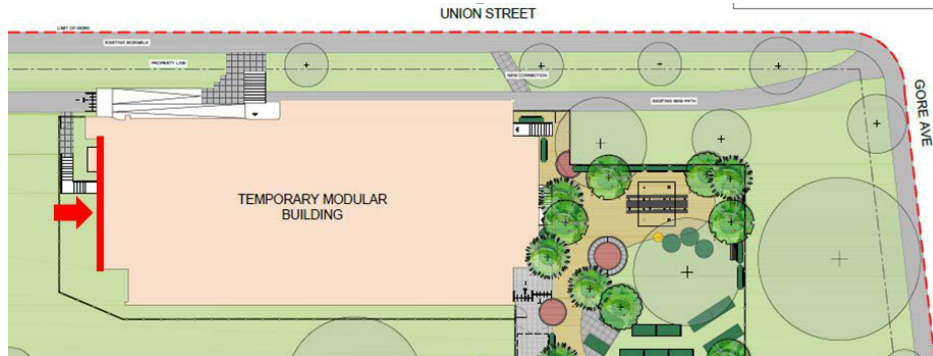 UNION STREET
LIMIT OF WORK
EXISTING SIDEWALK
PROPERTY LINE
NEW CONNECTION
EXISTING BIKE PATH
GORE AVE
TEMPORARY MODULAR
BUILDING